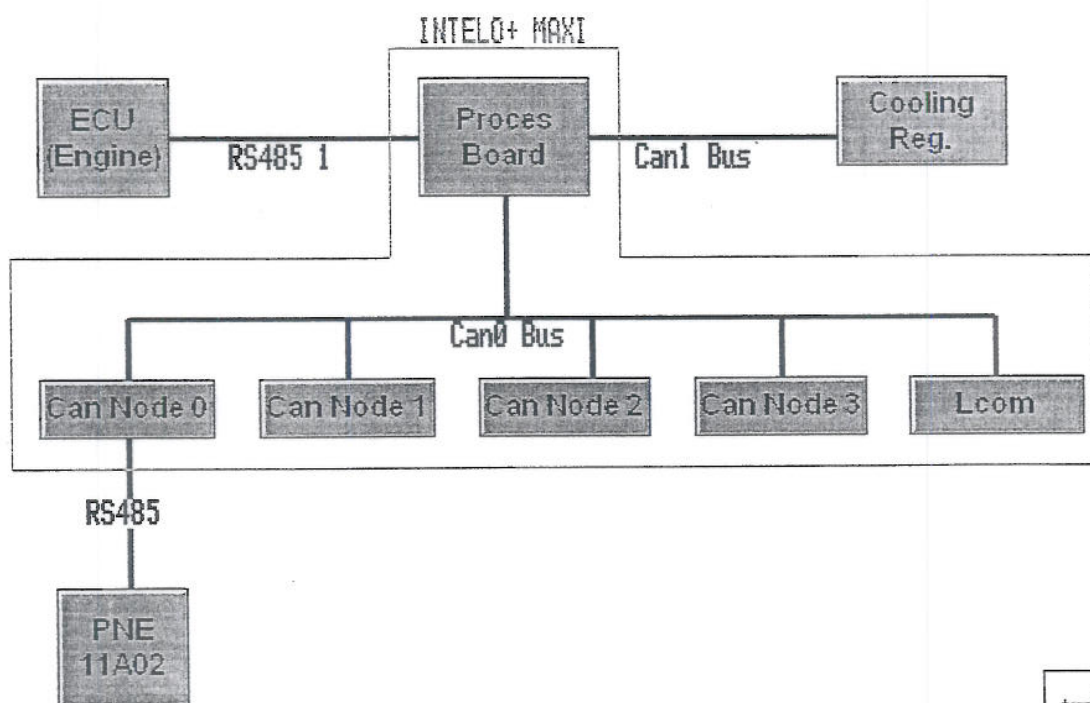 INTELO+ MAXI
ECU
(Engine)
RS485 1
Proces
Board
Can1 Bus
Cooling
Reg.
Can0 Bus
Can Node 0
Can Node 1
Can Node 2
Can Node 3
Lcom
RS485
PNE
11A02